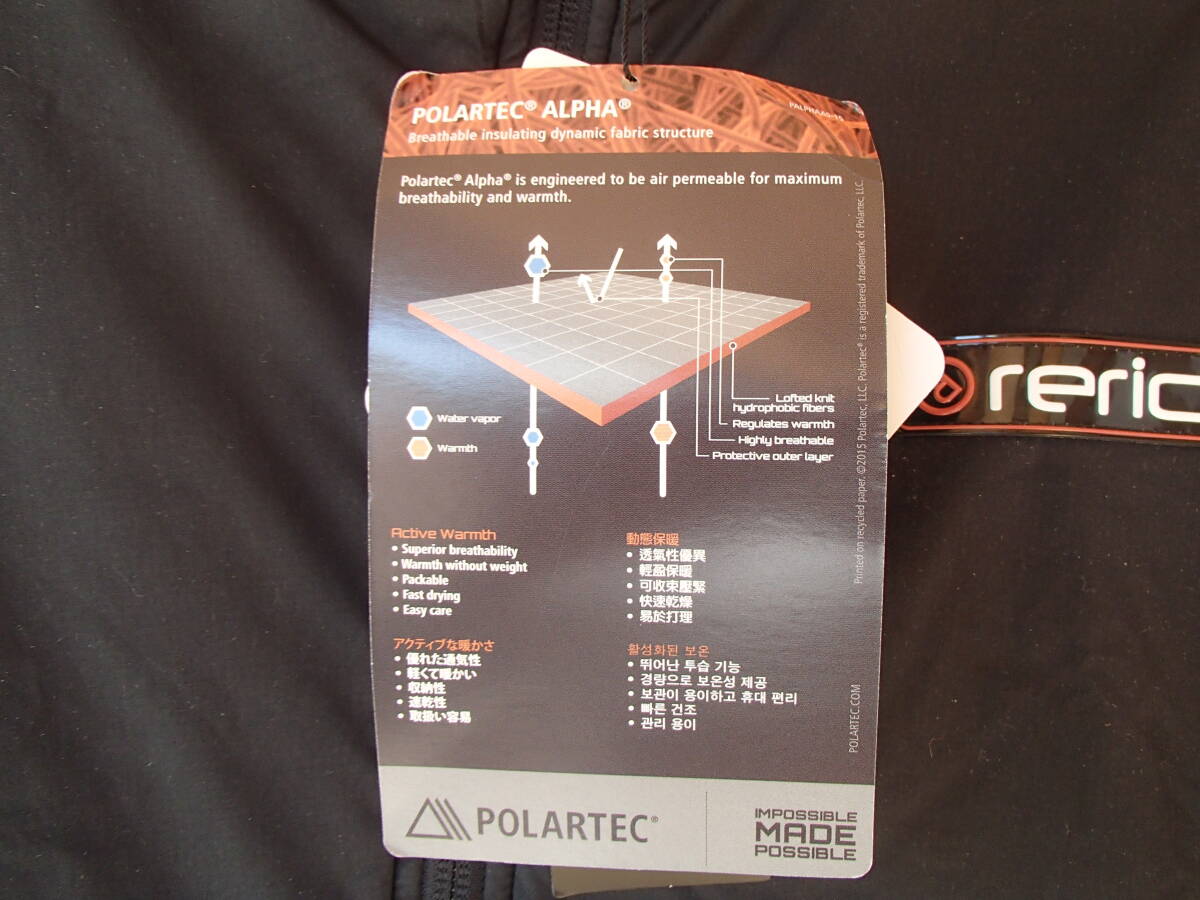 POLARTEC® ALPHA®
Breathable insulating dynamic fabric structure
Polartec® Alpha® is engineered to be air permeable for maximum
breathability and warmth.
Water vapor
Warmth
Lofted knit
hydrophobic fibers
Regulates warmth
Highly breathable
Protective outer layer
Active Warmth
• Superior breathability
• Warmth without weight
• Packable
• Fast drying
• Easy care
動態保暖
• 透氣性優異
• 輕盈保暖
• 可收束壓緊
• 快速乾燥
• 易於打理
アクティブな暖かさ
• 優れた通気性
• 軽くて暖かい
• 収納性
• 速乾性
• 取扱い容易
활성화된 보온
• 뛰어난 투습 기능
• 경량으로 보온성 제공
• 보관이 용이하고 휴대 편리
• 빠른 건조
• 관리 용이
Printed on recycled paper. ©2015 Polartec, LLC. Polartec® is a registered trademark of Polartec, LLC.
POLARTEC.COM
POLARTEC®
IMPOSSIBLE
MADE
POSSIBLE
reric